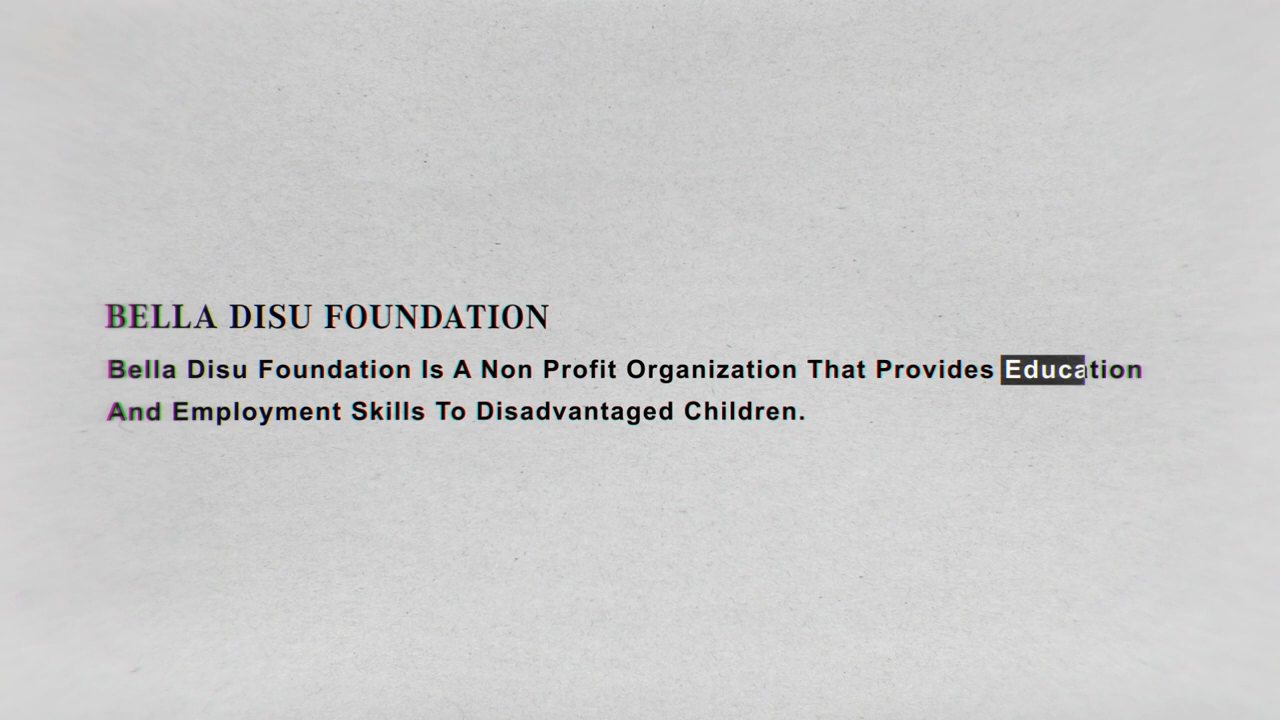 BELLA DISU FOUNDATION
Bella Disu Foundation Is A Non Profit Organization That Provides Education
And Employment Skills To Disadvantaged Children.